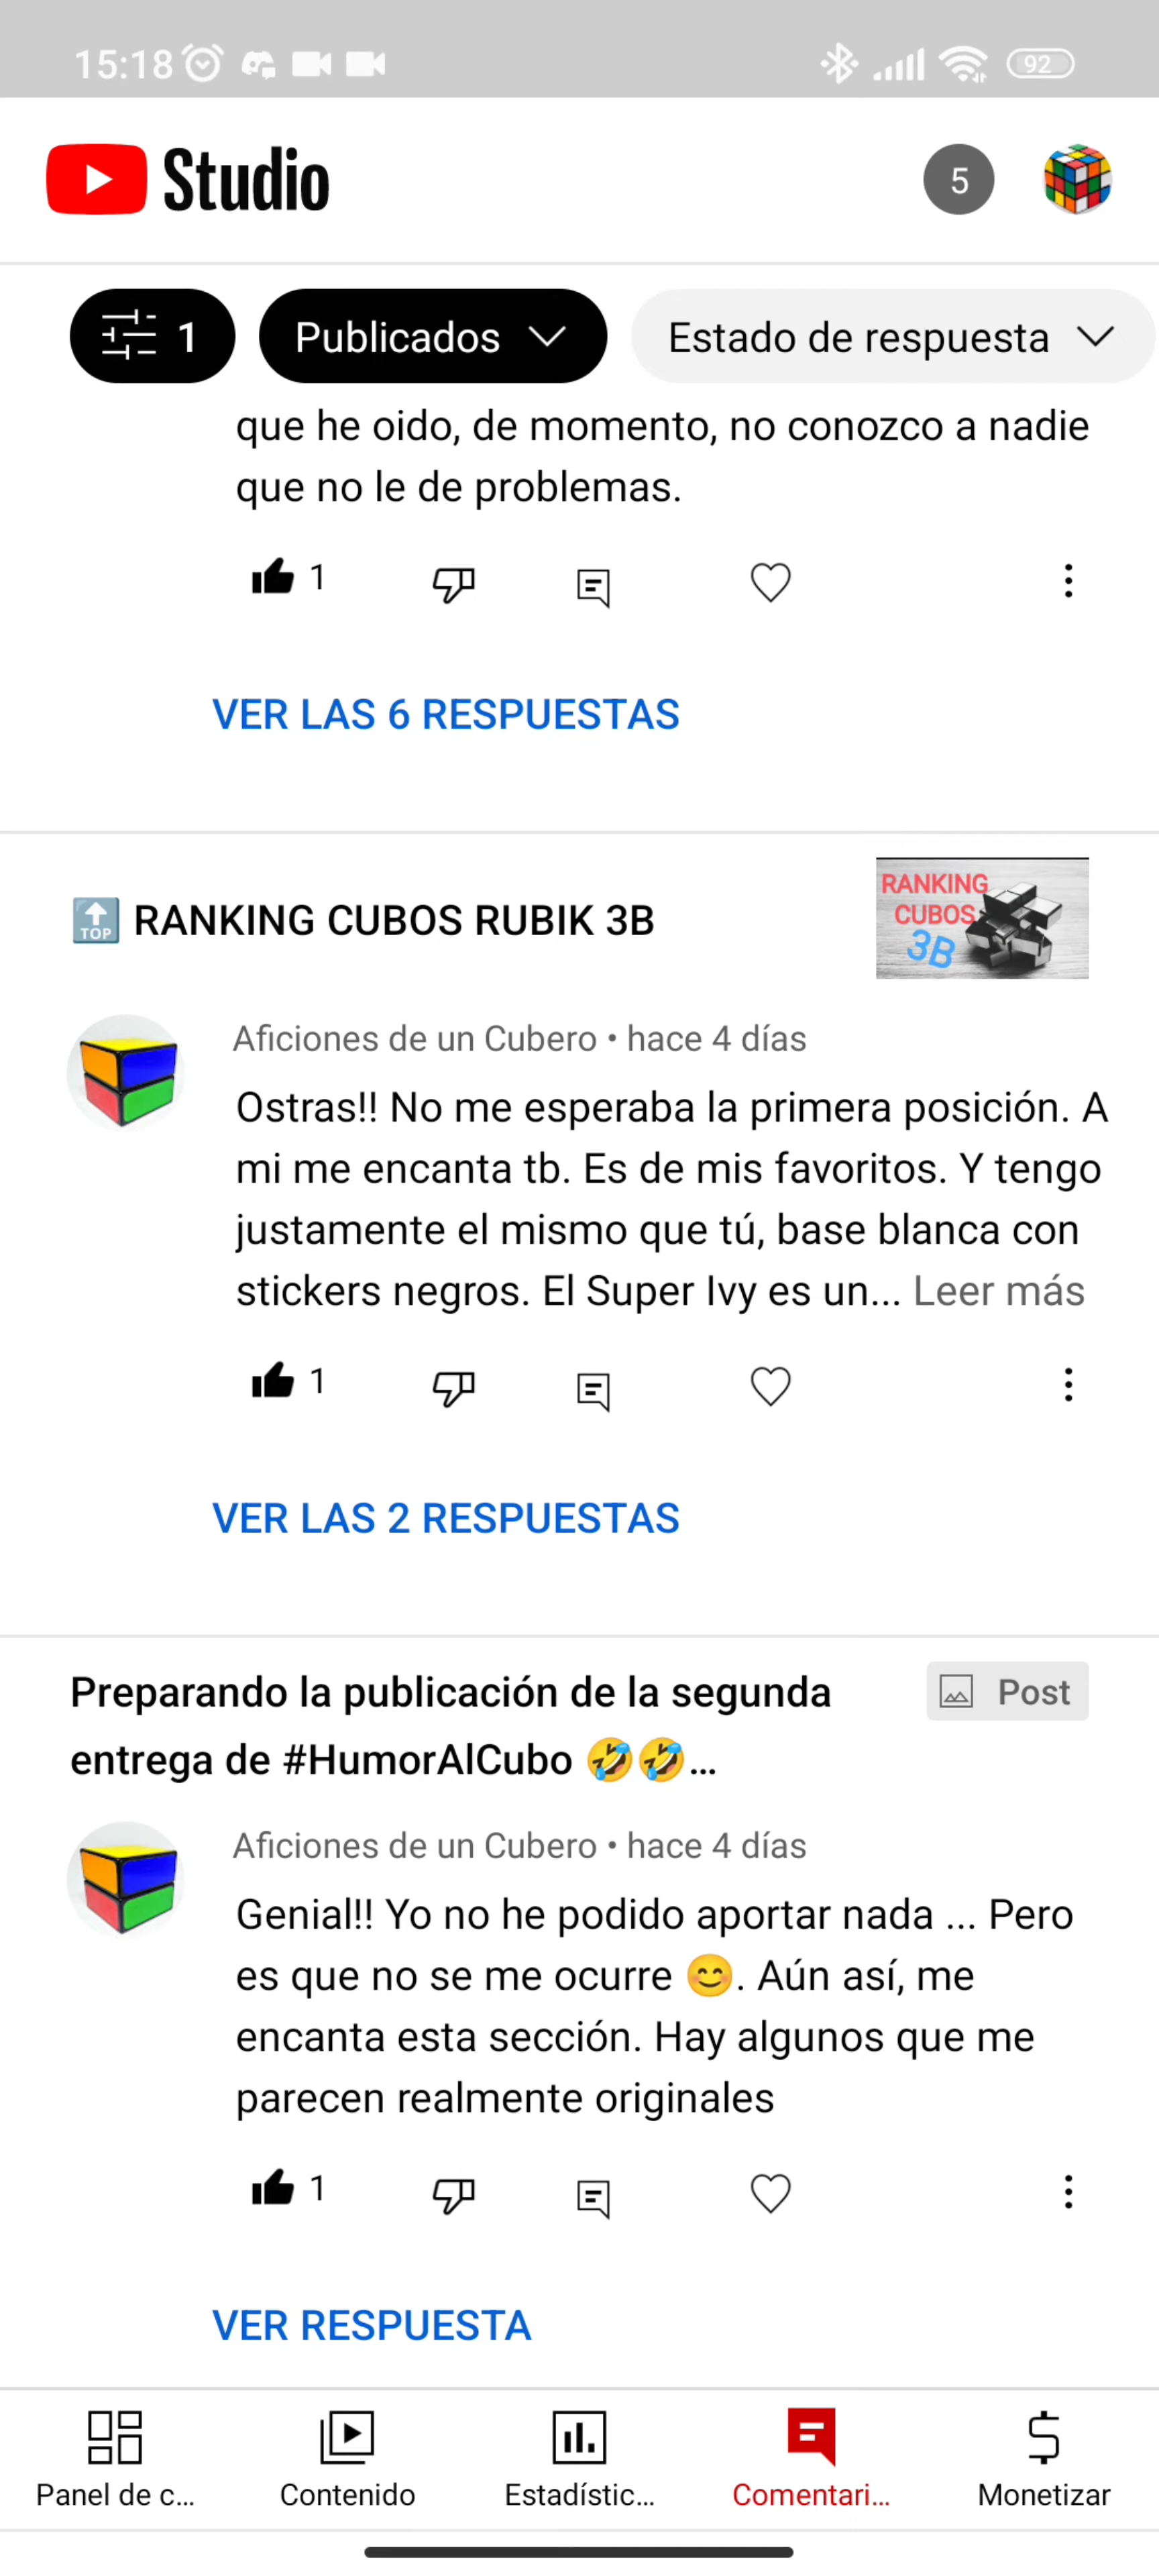 15:18 92
Studio 5
1 Publicados Estado de respuesta
que he oido, de momento, no conozco a nadie
que no le de problemas.
1
VER LAS 6 RESPUESTAS
TOP RANKING CUBOS RUBIK 3B
RANKING
CUBOS
3B
Aficiones de un Cubero • hace 4 días
Ostras!! No me esperaba la primera posición. A
mi me encanta tb. Es de mis favoritos. Y tengo
justamente el mismo que tú, base blanca con
stickers negros. El Super Ivy es un... Leer más
1
VER LAS 2 RESPUESTAS
Preparando la publicación de la segunda
entrega de #HumorAlCubo 🤣🤣...
Post
Aficiones de un Cubero • hace 4 días
Genial!! Yo no he podido aportar nada ... Pero
es que no se me ocurre 😊. Aún así, me
encanta esta sección. Hay algunos que me
parecen realmente originales
1
VER RESPUESTA
Panel de c... Contenido Estadístic... Comentari... Monetizar